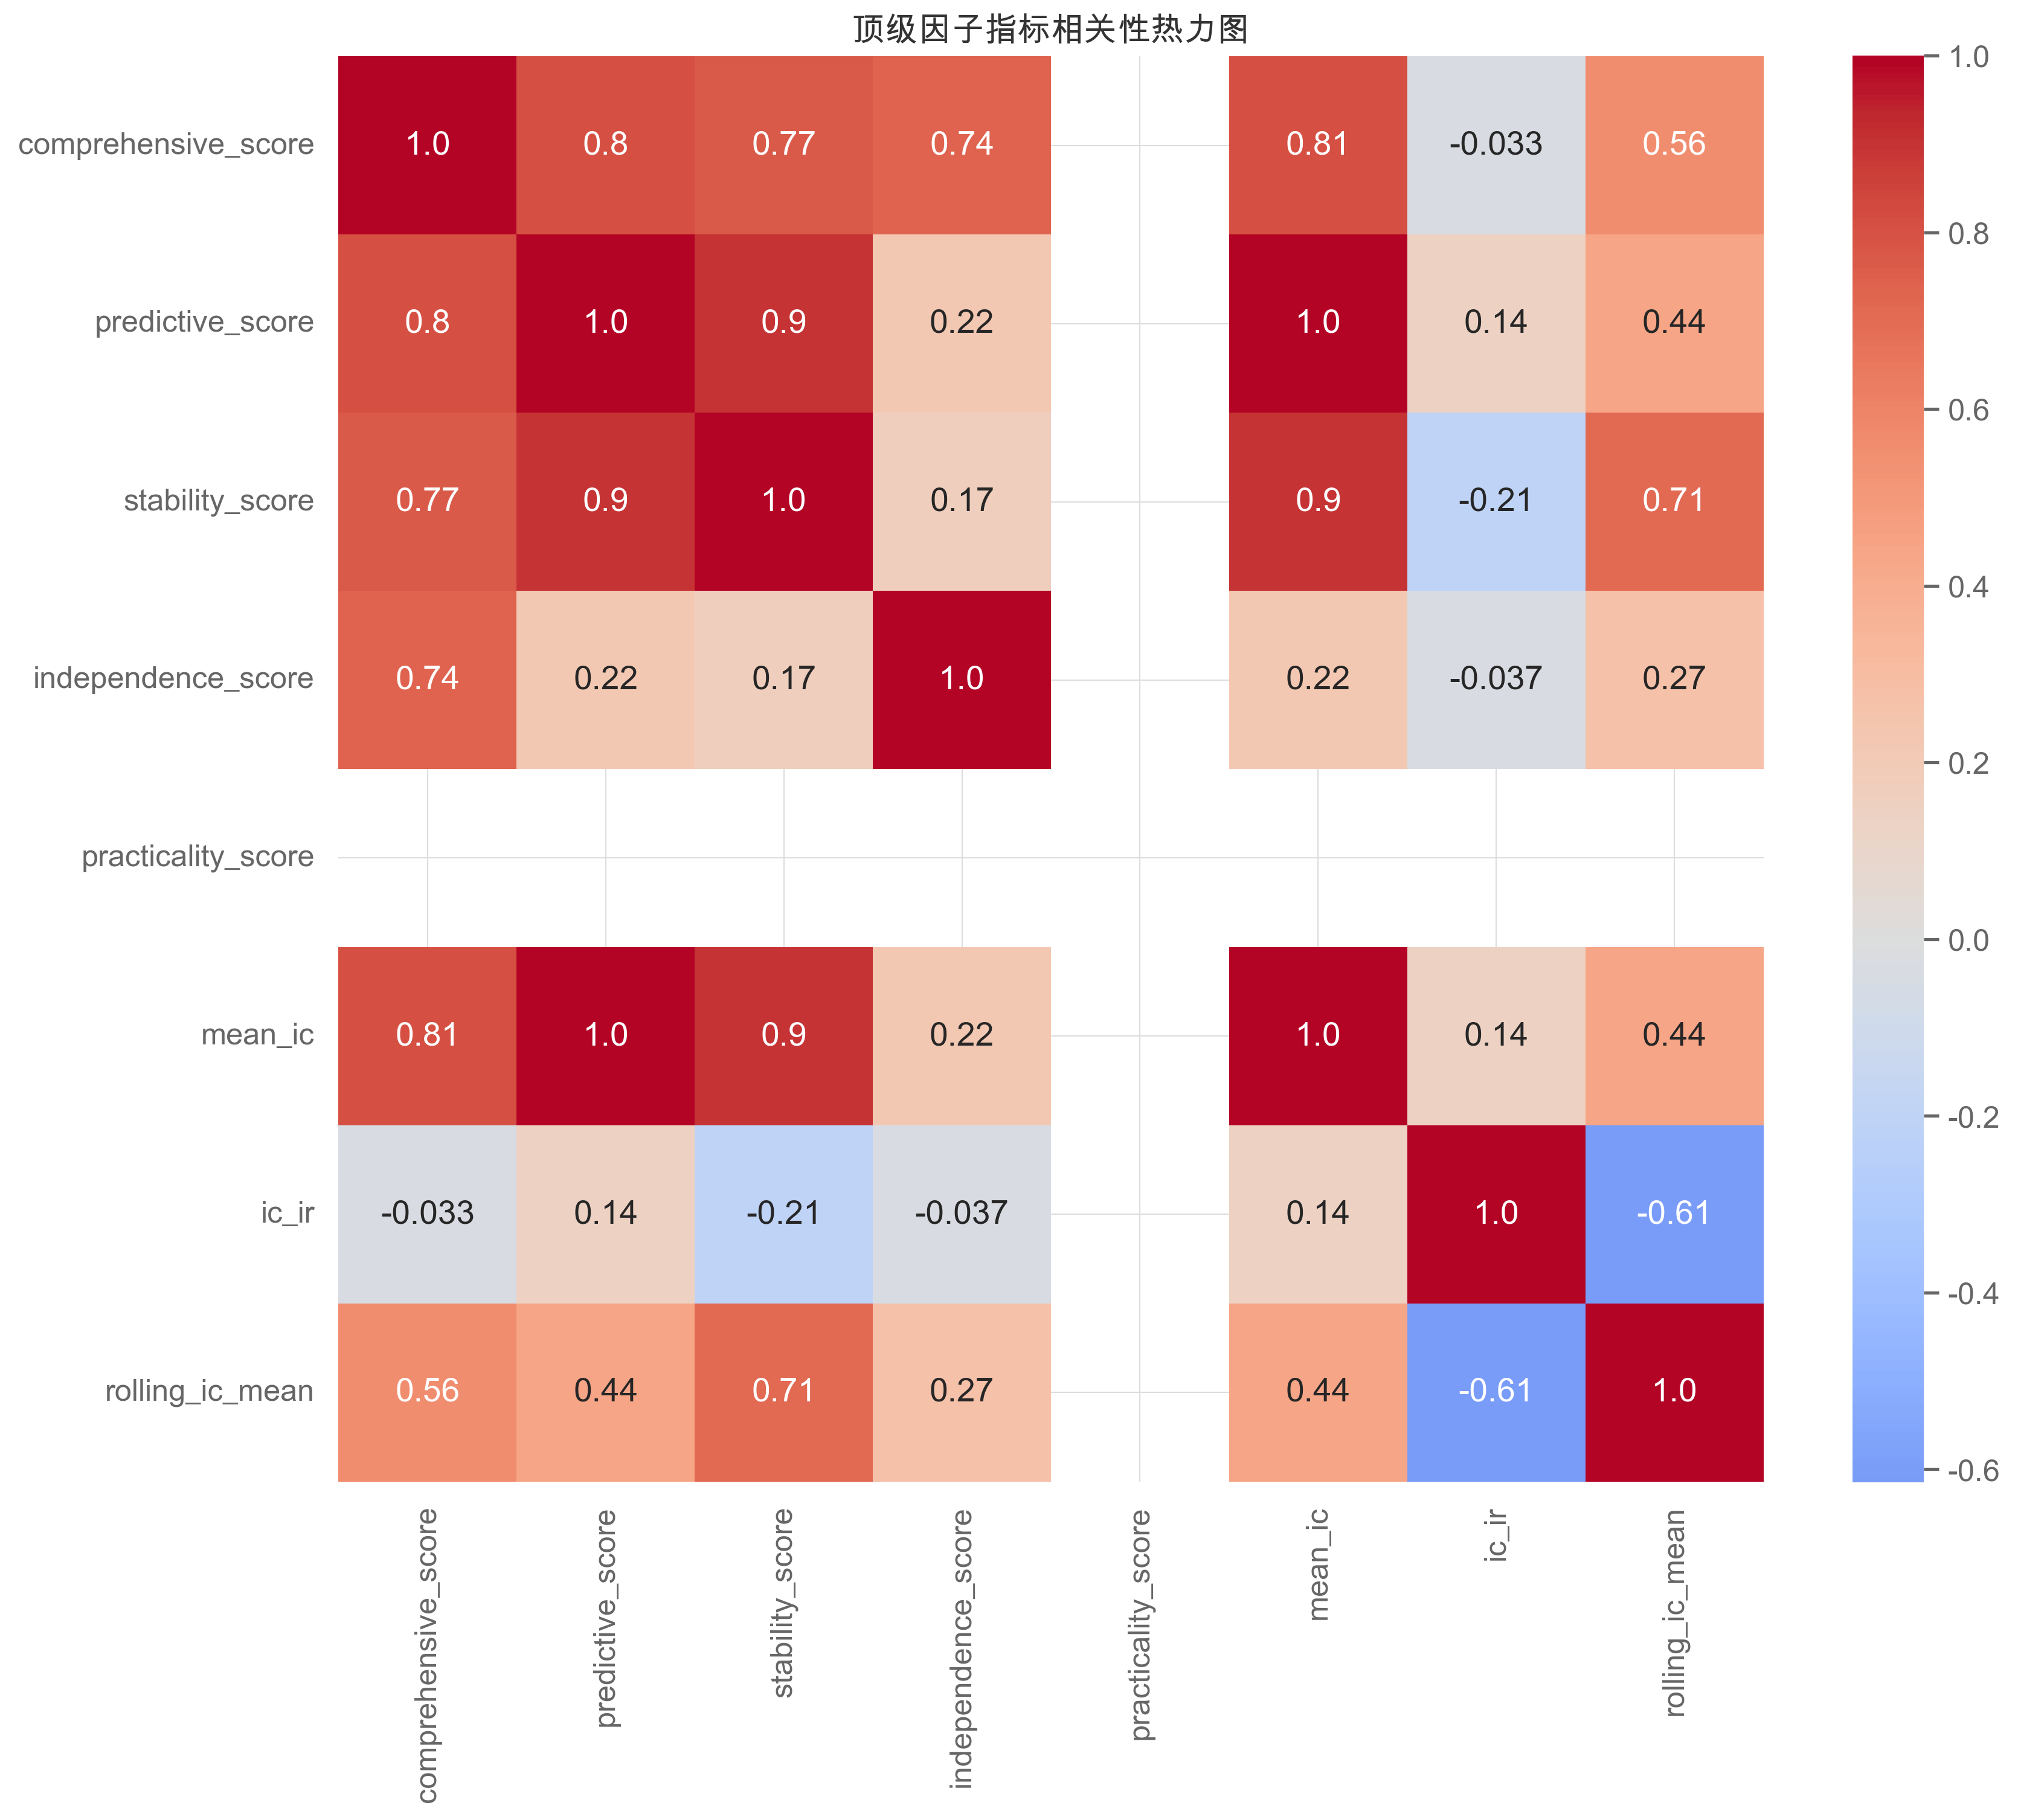 顶级因子指标相关性热力图
comprehensive_score 1.0 0.8 0.77 0.74 0.81 -0.033 0.56
predictive_score 0.8 1.0 0.9 0.22 1.0 0.14 0.44
stability_score 0.77 0.9 1.0 0.17 0.9 -0.21 0.71
independence_score 0.74 0.22 0.17 1.0 0.22 -0.037 0.27
practicality_score
mean_ic 0.81 1.0 0.9 0.22 1.0 0.14 0.44
ic_ir -0.033 0.14 -0.21 -0.037 0.14 1.0 -0.61
rolling_ic_mean 0.56 0.44 0.71 0.27 0.44 -0.61 1.0
comprehensive_score
predictive_score
stability_score
independence_score
practicality_score
mean_ic
ic_ir
rolling_ic_mean
1.0
0.8
0.6
0.4
0.2
0.0
-0.2
-0.4
-0.6